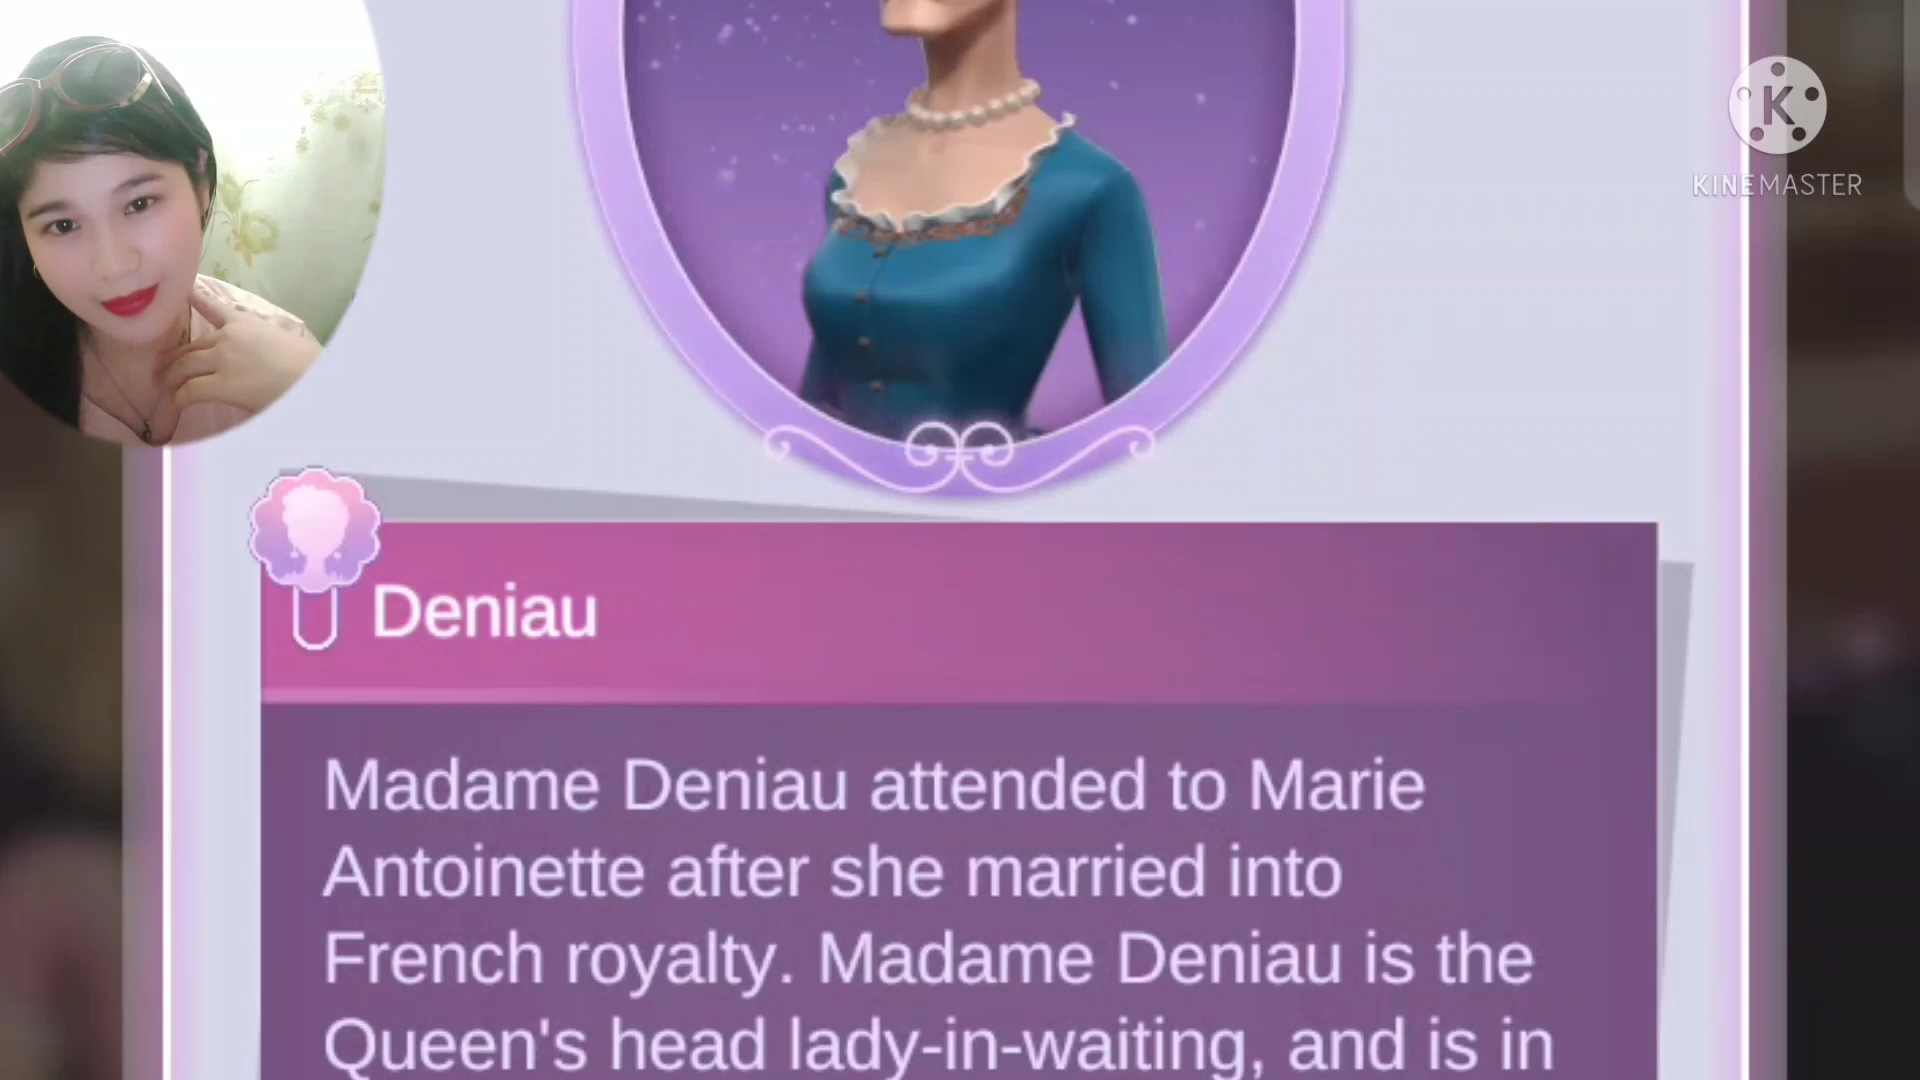 K
KINEMASTER
Deniau
Madame Deniau attended to Marie
Antoinette after she married into
French royalty. Madame Deniau is the
Queen's head lady-in-waiting, and is in